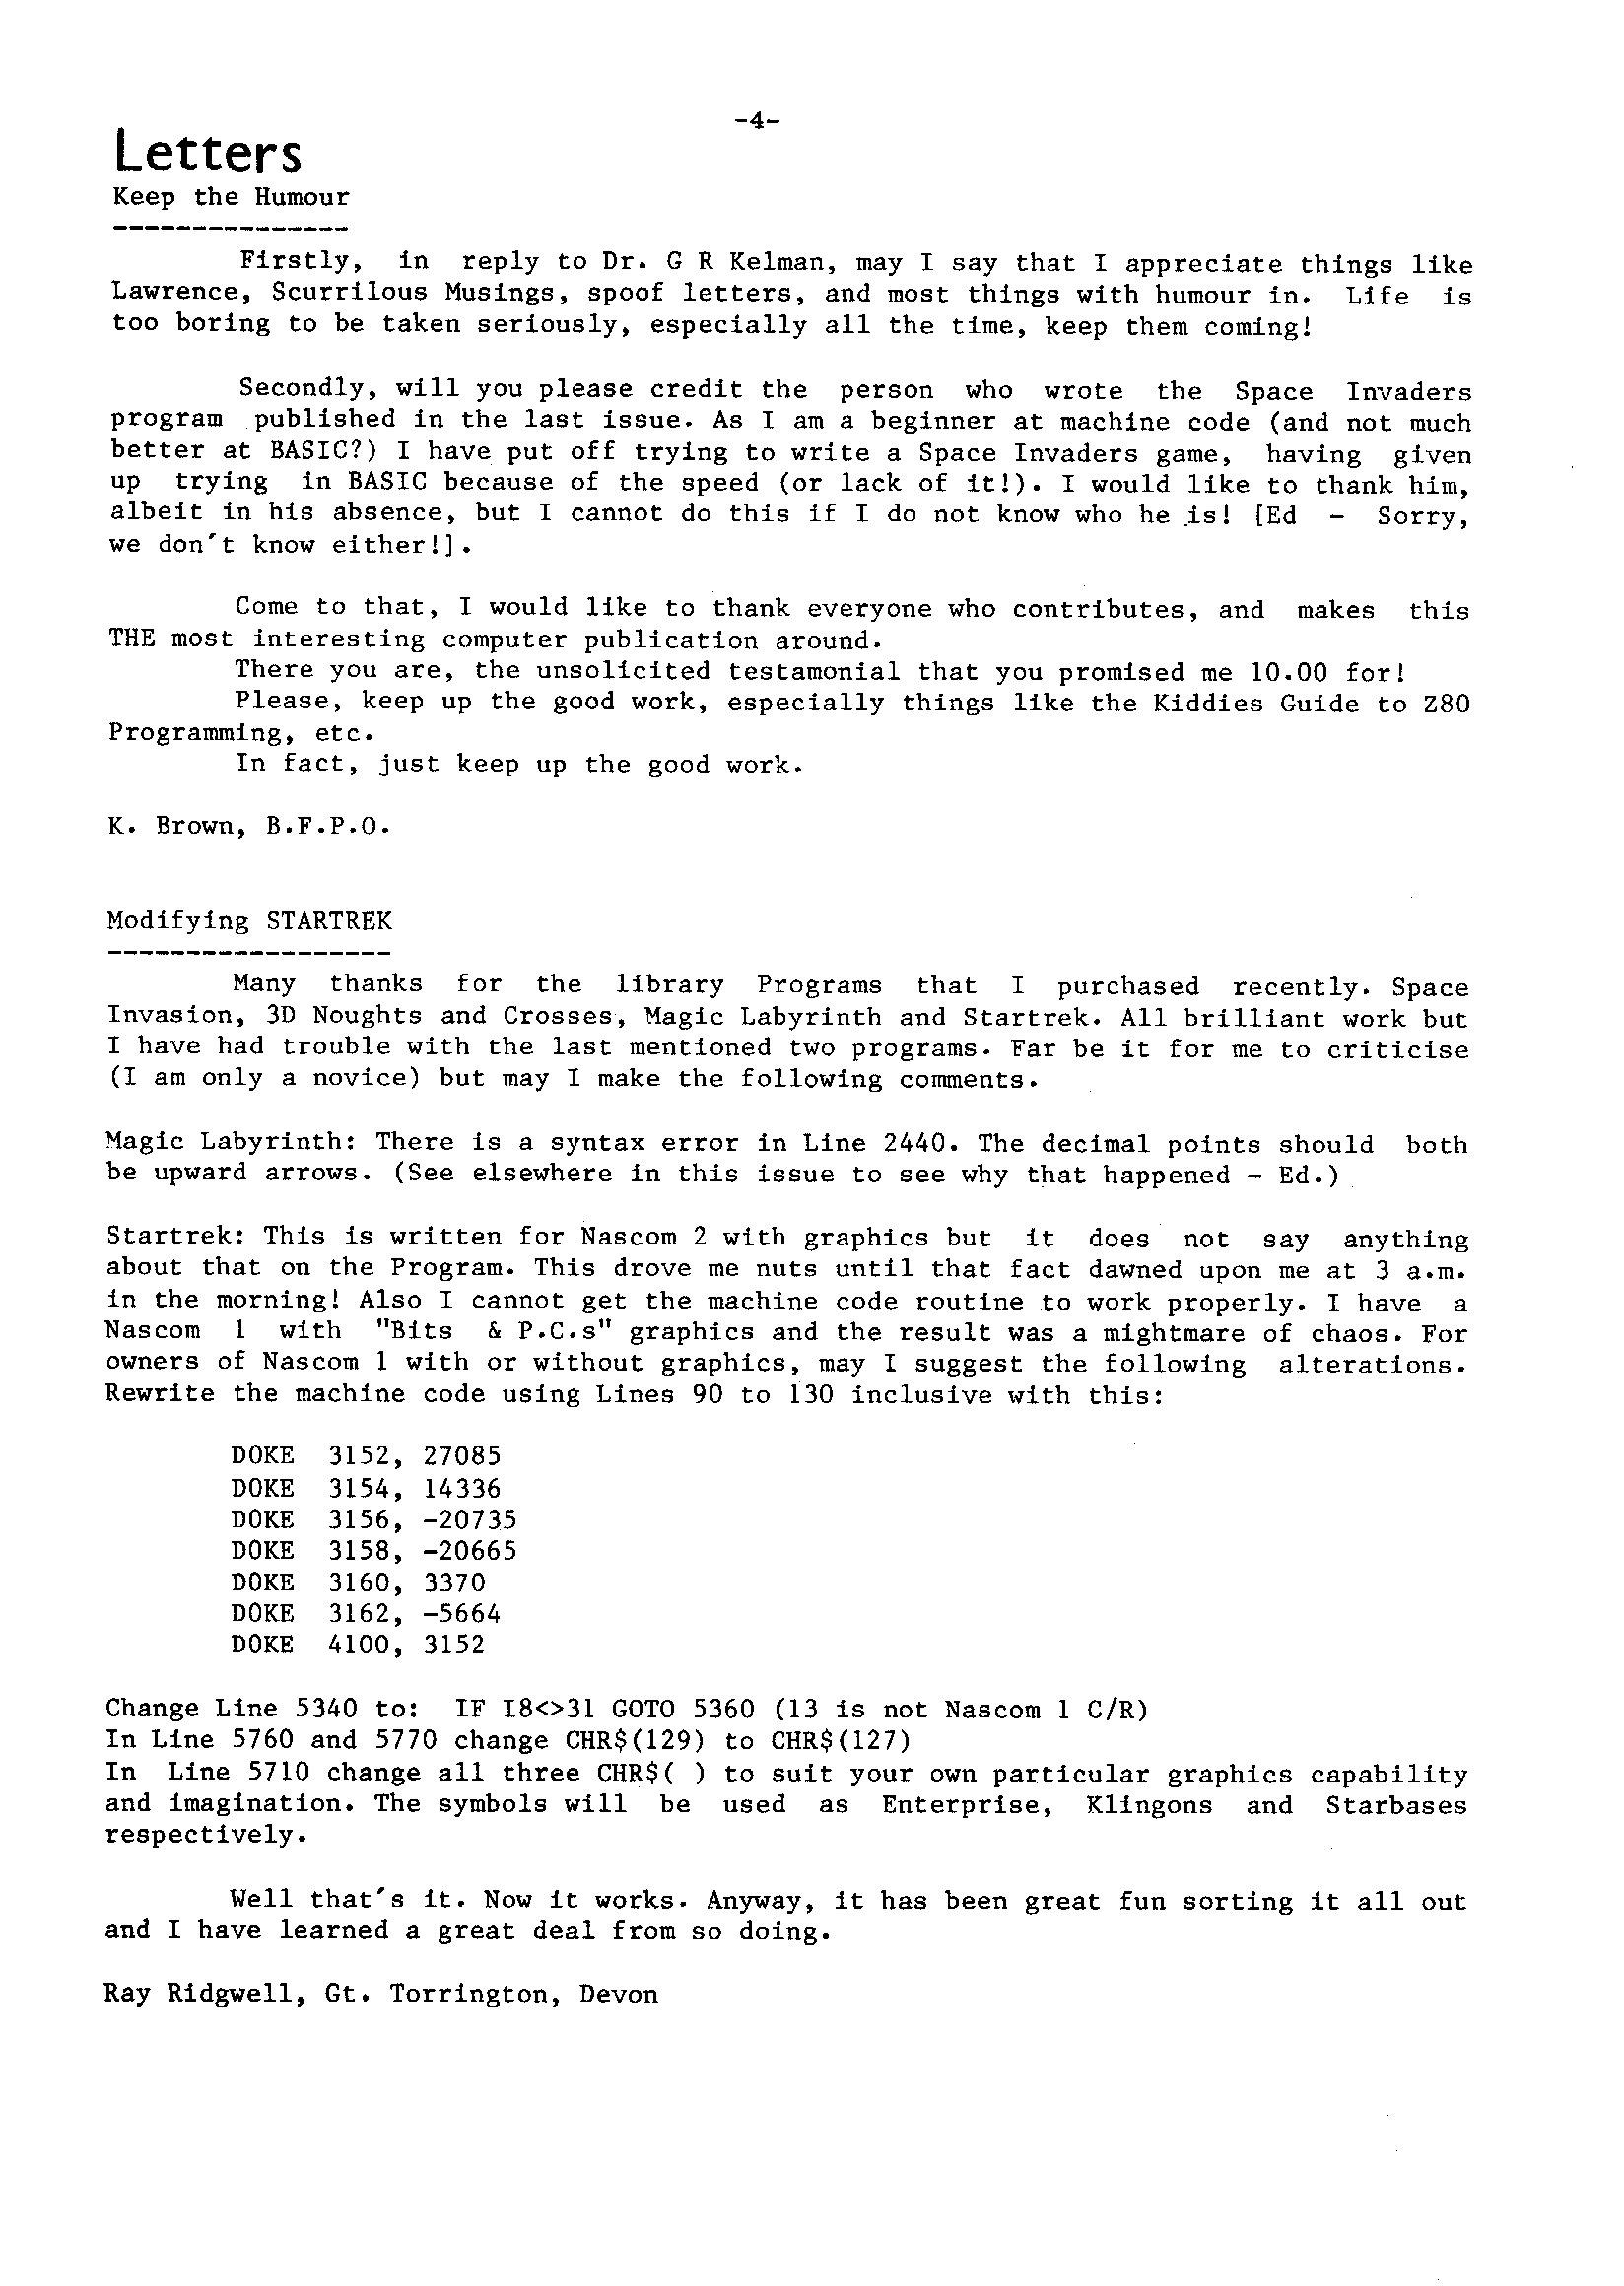 -4-
Letters
Keep the Humour
---------------
Firstly, in reply to Dr. G R Kelman, may I say that I appreciate things like
Lawrence, Scurrilous Musings, spoof letters, and most things with humour in. Life is
too boring to be taken seriously, especially all the time, keep them coming!
Secondly, will you please credit the person who wrote the Space Invaders
program published in the last issue. As I am a beginner at machine code (and not much
better at BASIC?) I have put off trying to write a Space Invaders game, having given
up trying in BASIC because of the speed (or lack of it!). I would like to thank him,
albeit in his absence, but I cannot do this if I do not know who he is! [Ed - Sorry,
we don't know either!].
Come to that, I would like to thank everyone who contributes, and makes this
THE most interesting computer publication around.
There you are, the unsolicited testamonial that you promised me 10.00 for!
Please, keep up the good work, especially things like the Kiddies Guide to Z80
Programming, etc.
In fact, just keep up the good work.
K. Brown, B.F.P.O.
Modifying STARTREK
------------------
Many thanks for the library Programs that I purchased recently. Space
Invasion, 3D Noughts and Crosses, Magic Labyrinth and Startrek. All brilliant work but
I have had trouble with the last mentioned two programs. Far be it for me to criticise
(I am only a novice) but may I make the following comments.
Magic Labyrinth: There is a syntax error in Line 2440. The decimal points should both
be upward arrows. (See elsewhere in this issue to see why that happened - Ed.)
Startrek: This is written for Nascom 2 with graphics but it does not say anything
about that on the Program. This drove me nuts until that fact dawned upon me at 3 a.m.
in the morning! Also I cannot get the machine code routine to work properly. I have a
Nascom 1 with "Bits & P.C.s" graphics and the result was a mightmare of chaos. For
owners of Nascom 1 with or without graphics, may I suggest the following alterations.
Rewrite the machine code using Lines 90 to 130 inclusive with this:
DOKE 3152, 27085
DOKE 3154, 14336
DOKE 3156, -20735
DOKE 3158, -20665
DOKE 3160, 3370
DOKE 3162, -5664
DOKE 4100, 3152
Change Line 5340 to: IF I8<>31 GOTO 5360 (13 is not Nascom 1 C/R)
In Line 5760 and 5770 change CHR$(129) to CHR$(127)
In Line 5710 change all three CHR$( ) to suit your own particular graphics capability
and imagination. The symbols will be used as Enterprise, Klingons and Starbases
respectively.
Well that's it. Now it works. Anyway, it has been great fun sorting it all out
and I have learned a great deal from so doing.
Ray Ridgwell, Gt. Torrington, Devon